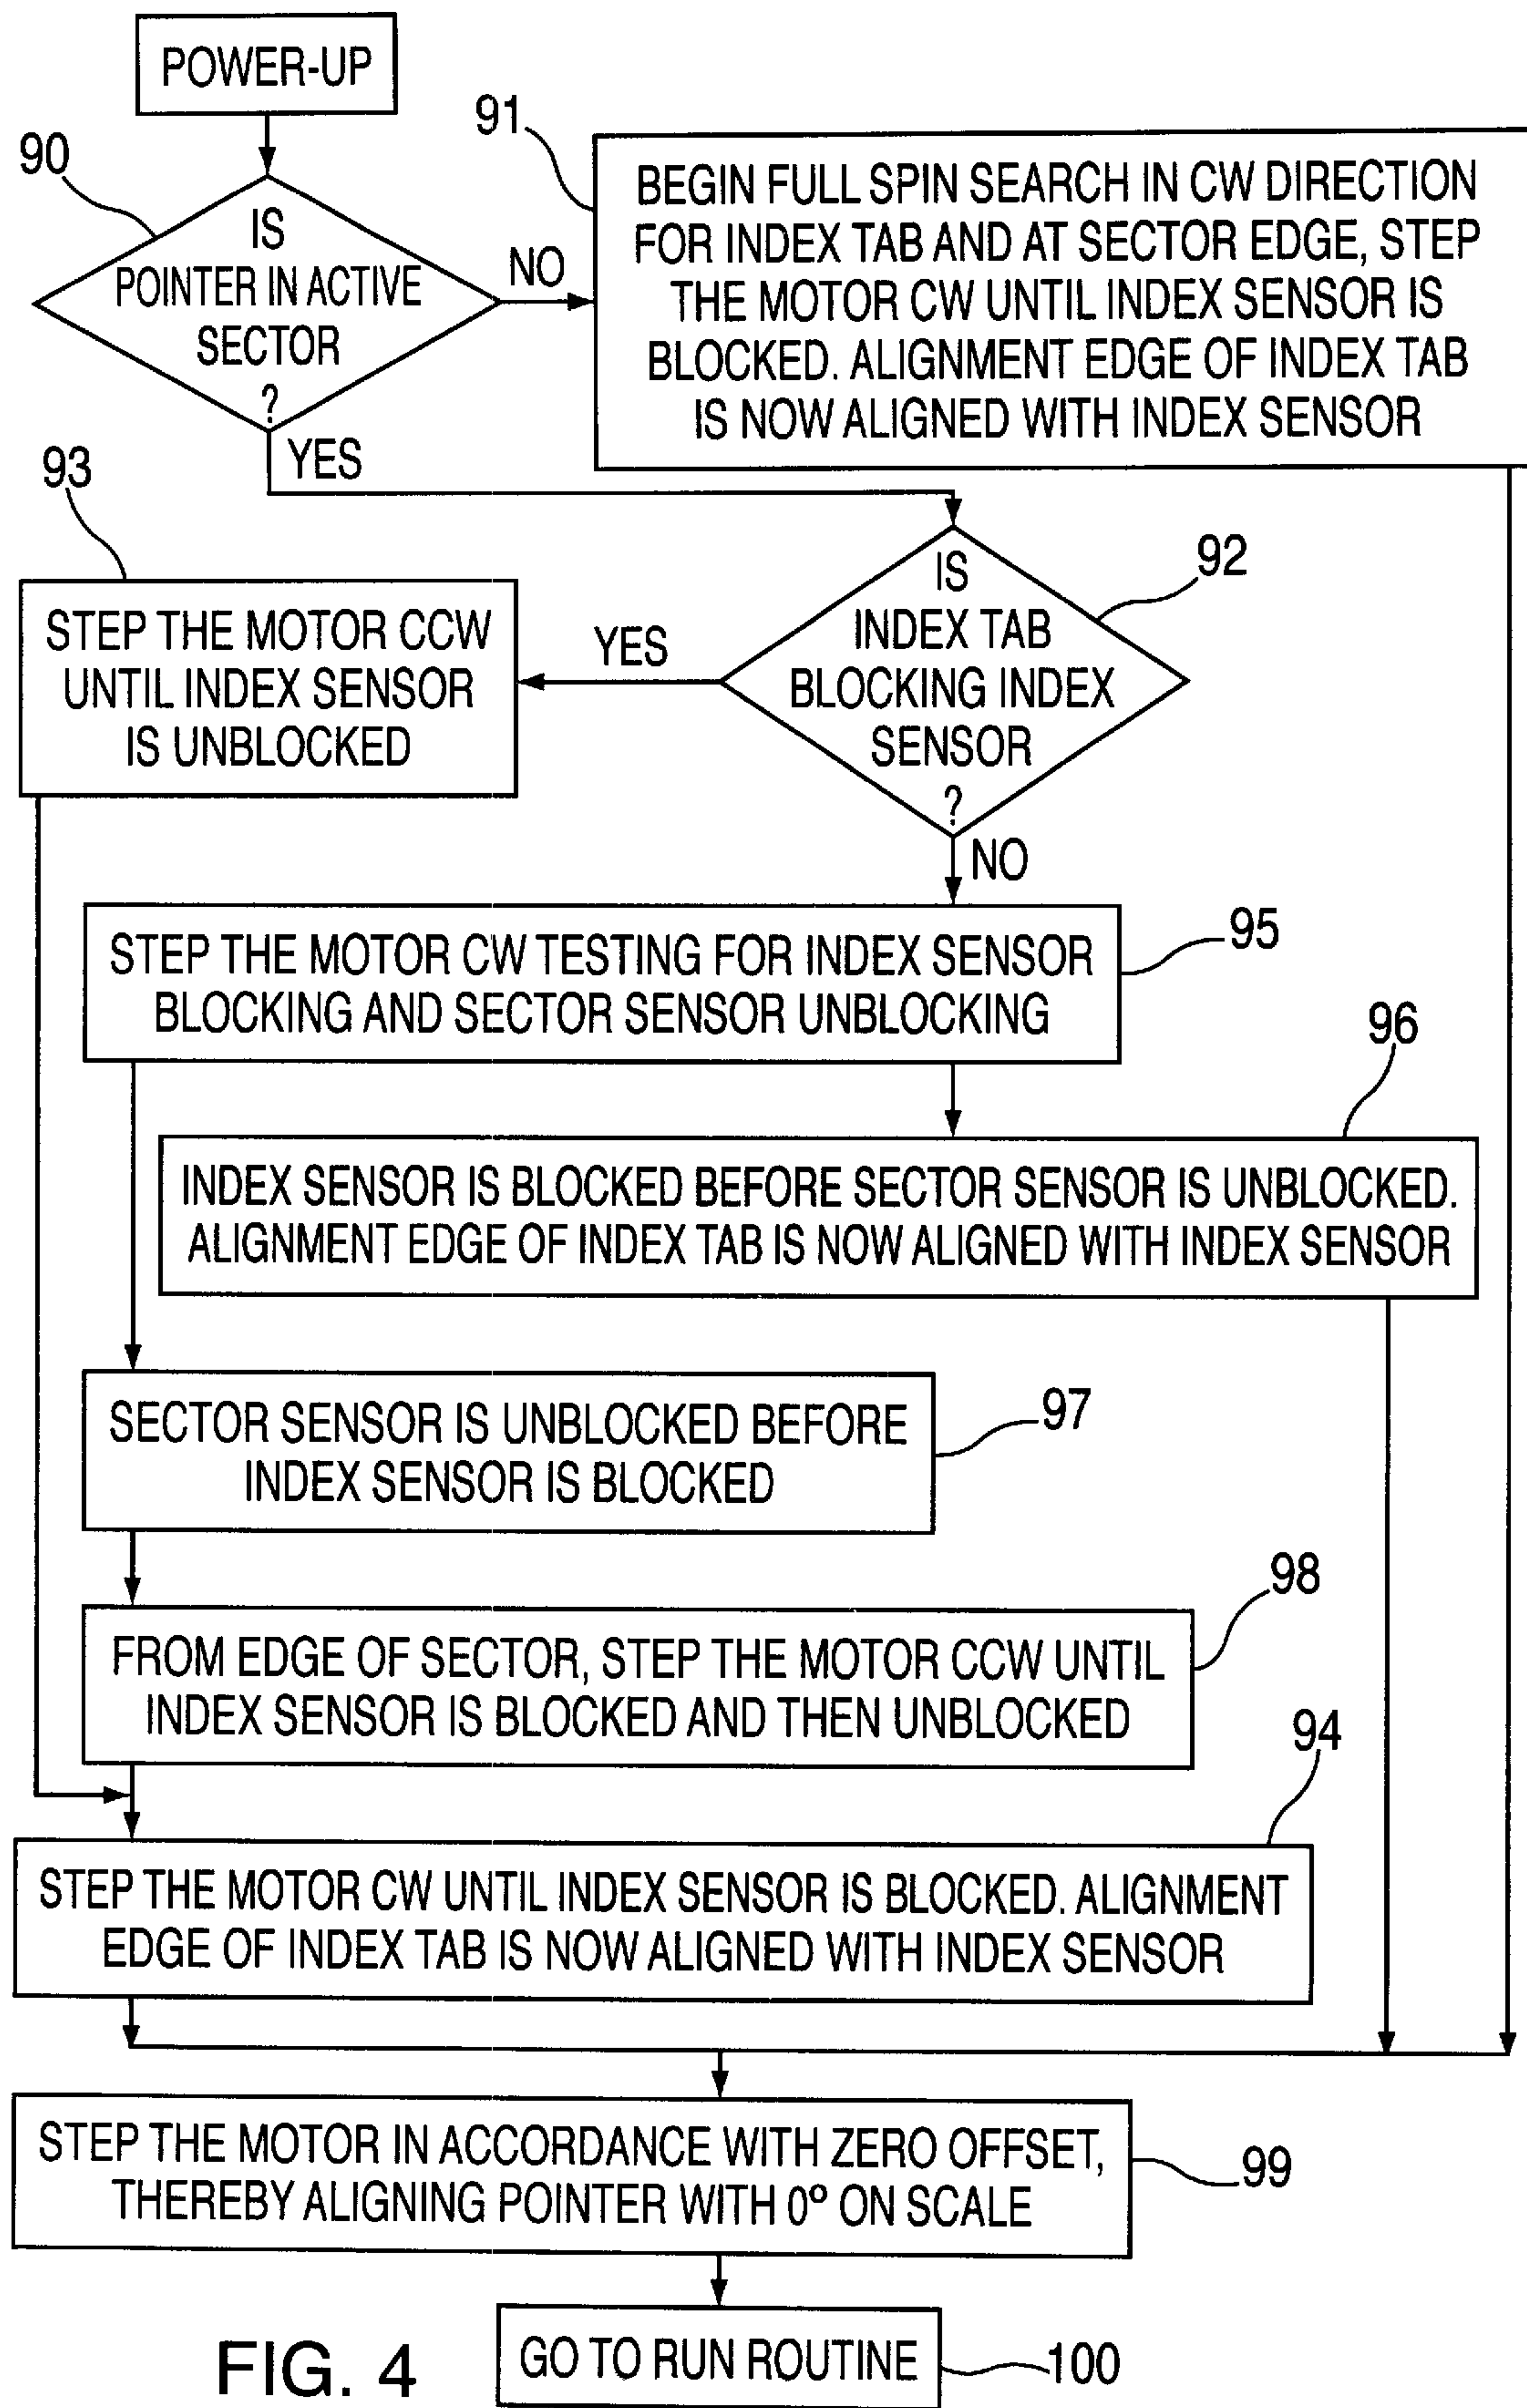 POWER-UP
90
IS
POINTER IN ACTIVE
SECTOR
?
NO
91
BEGIN FULL SPIN SEARCH IN CW DIRECTION
FOR INDEX TAB AND AT SECTOR EDGE, STEP
THE MOTOR CW UNTIL INDEX SENSOR IS
BLOCKED. ALIGNMENT EDGE OF INDEX TAB
IS NOW ALIGNED WITH INDEX SENSOR
YES
92
IS
INDEX TAB
BLOCKING INDEX
SENSOR
?
YES
93
STEP THE MOTOR CCW
UNTIL INDEX SENSOR
IS UNBLOCKED
NO
STEP THE MOTOR CW TESTING FOR INDEX SENSOR
BLOCKING AND SECTOR SENSOR UNBLOCKING
95
96
INDEX SENSOR IS BLOCKED BEFORE SECTOR SENSOR IS UNBLOCKED.
ALIGNMENT EDGE OF INDEX TAB IS NOW ALIGNED WITH INDEX SENSOR
SECTOR SENSOR IS UNBLOCKED BEFORE
INDEX SENSOR IS BLOCKED
97
98
FROM EDGE OF SECTOR, STEP THE MOTOR CCW UNTIL
INDEX SENSOR IS BLOCKED AND THEN UNBLOCKED
94
STEP THE MOTOR CW UNTIL INDEX SENSOR IS BLOCKED. ALIGNMENT
EDGE OF INDEX TAB IS NOW ALIGNED WITH INDEX SENSOR
STEP THE MOTOR IN ACCORDANCE WITH ZERO OFFSET,
THEREBY ALIGNING POINTER WITH 0º ON SCALE
99
GO TO RUN ROUTINE
100
FIG. 4